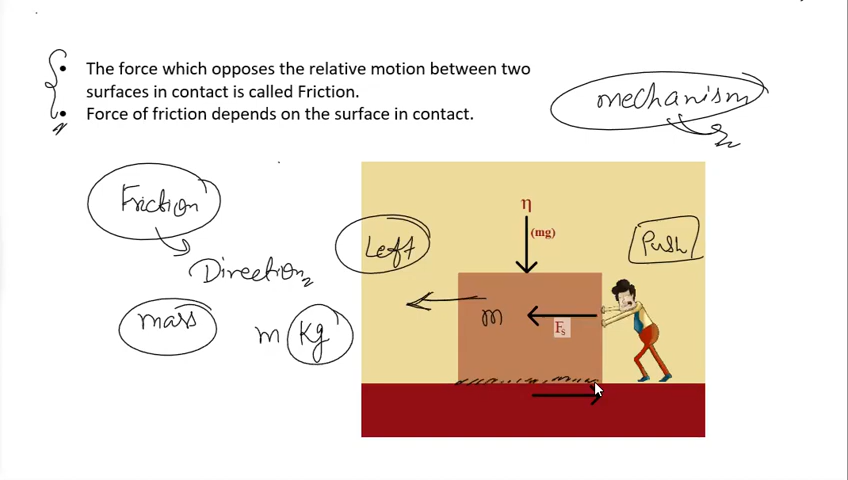 The force which opposes the relative motion between two
surfaces in contact is called Friction.
Force of friction depends on the surface in contact.
mechanism
Friction
Direction
mass
m Kg
Left
η
(mg)
Push
m
Fs